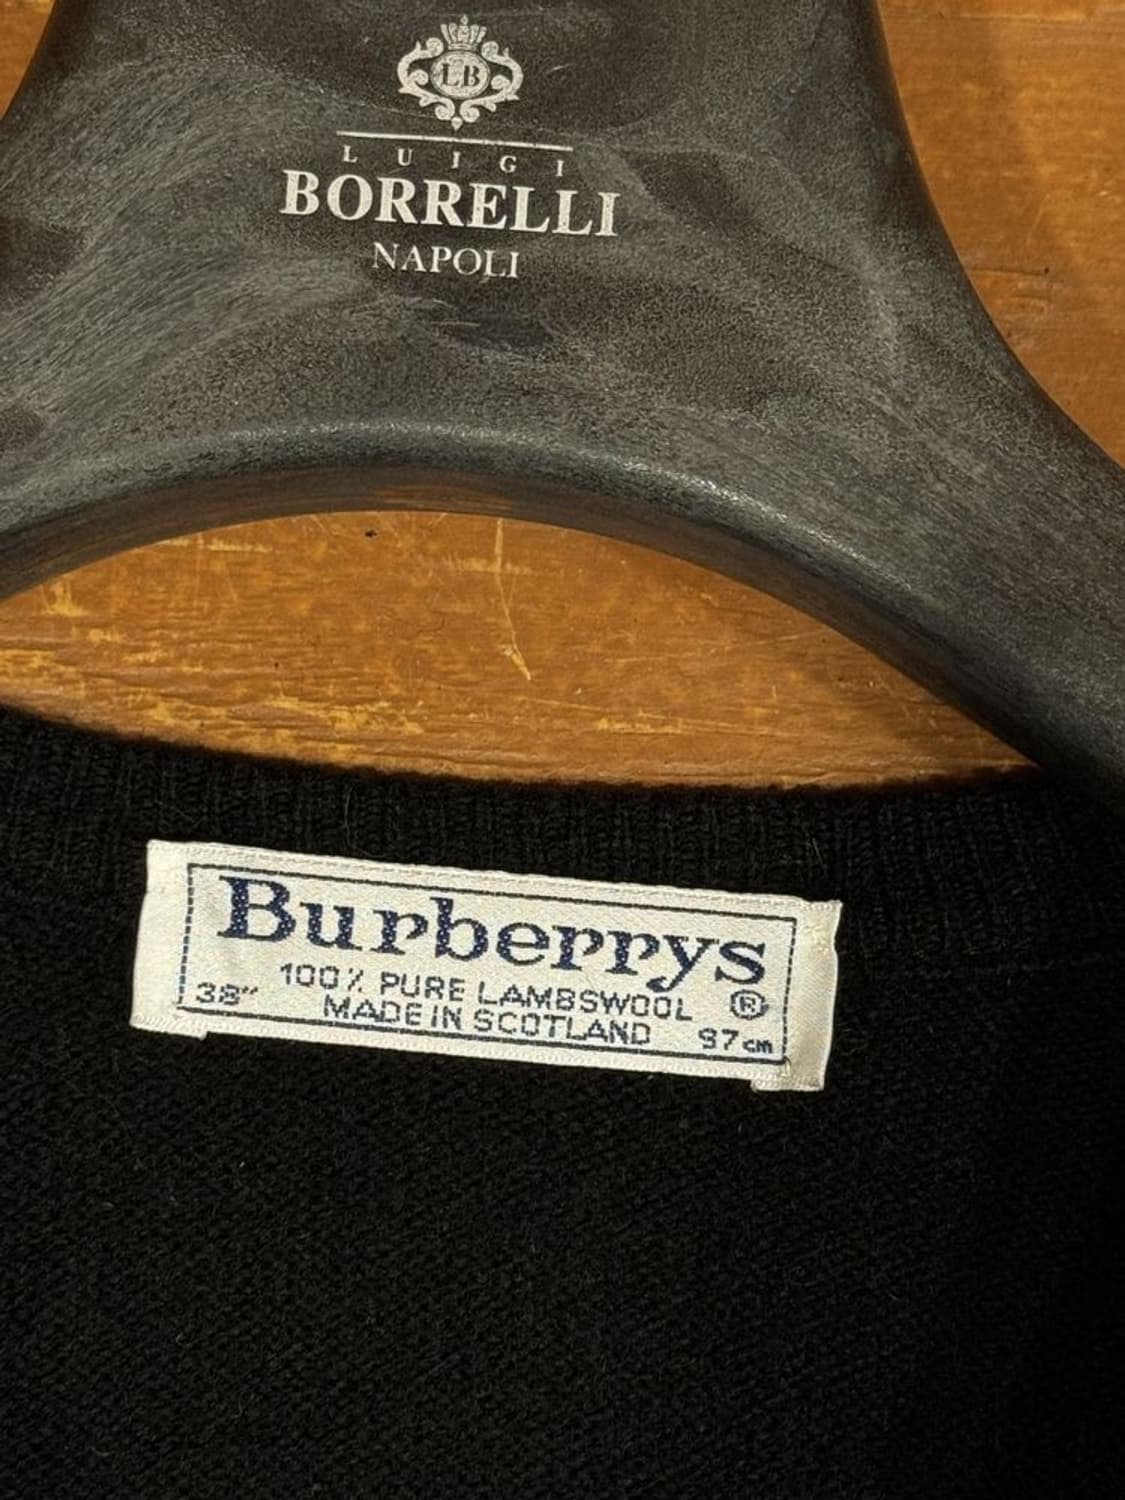 LB
LUIGI
BORRELLI
NAPOLI
Burberrys
100% PURE LAMBSWOOL ®
38" MADE IN SCOTLAND 97cm